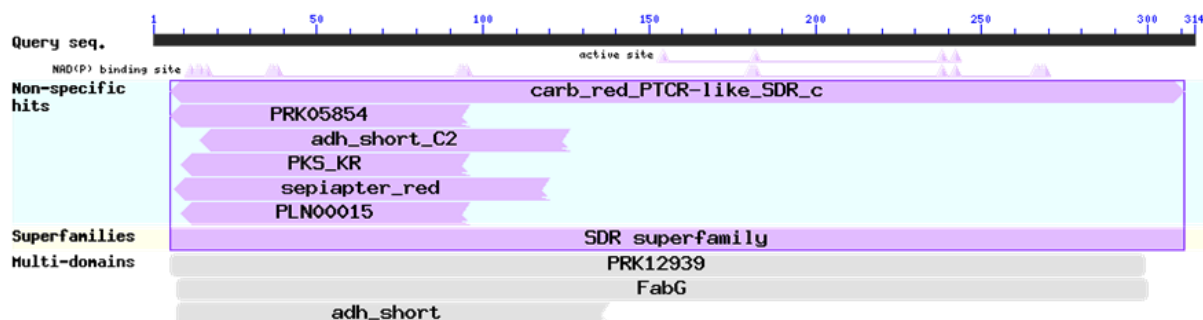 1 50 100 150 200 250 300 314
Query seq.
active site
NAD(P) binding site
Non-specific hits
carb_red_PTCR-like_SDR_c
PRK05854
adh_short_C2
PKS_KR
sepiapter_red
PLN00015
Superfamilies
SDR superfamily
Multi-domains
PRK12939
FabG
adh_short